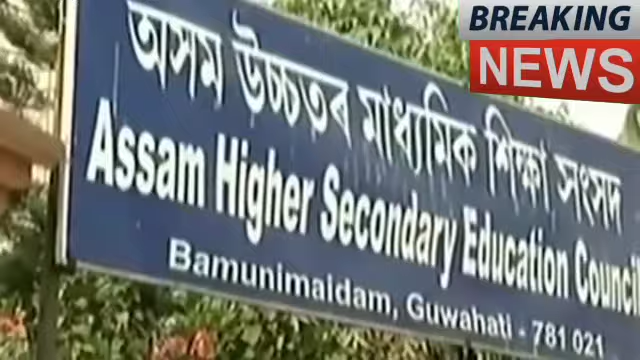 BREAKING
NEWS
অসম উচ্চতৰ মাধ্যমিক শিক্ষা সংসদ
Assam Higher Secondary Education Council
Bamunimaidam, Guwahati - 781 021